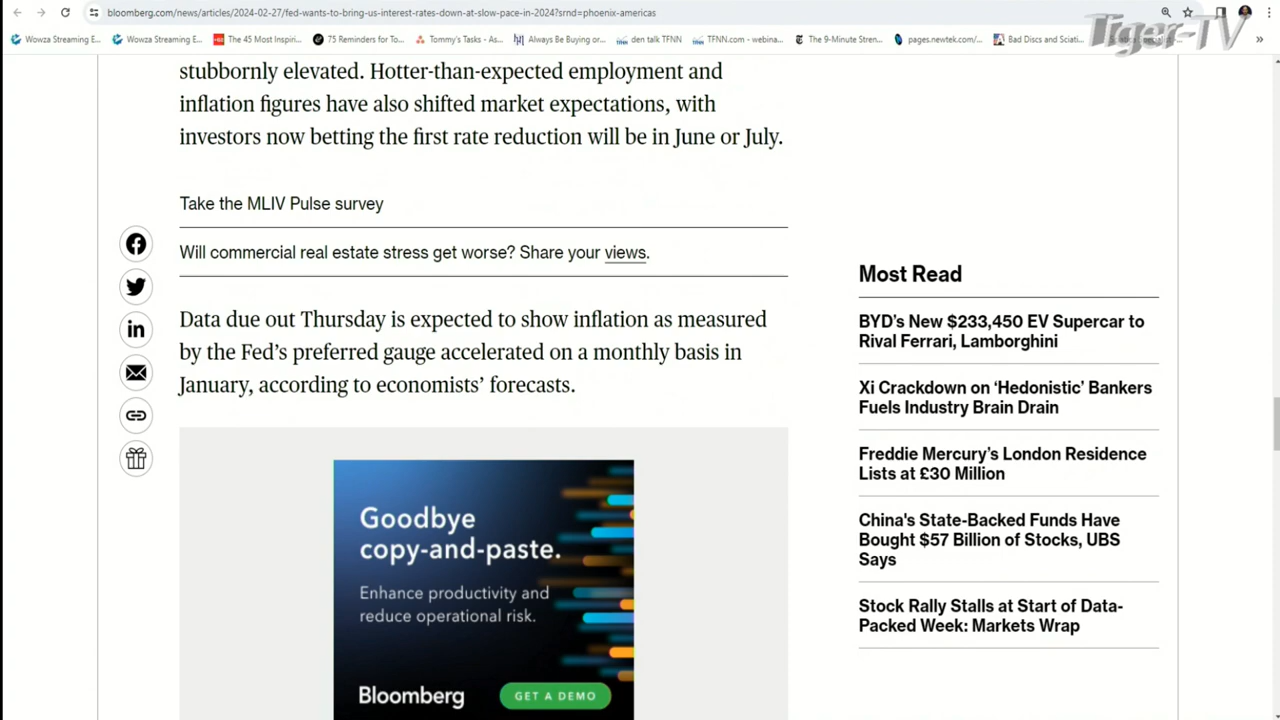 bloomberg.com/news/articles/2024-02-27/fed-wants-to-bring-us-interest-rates-down-at-slow-pace-in-2024?srnd=phoenix-americas
Tiger-TV
Wowza Streaming E... Wowza Streaming E... The 45 Most Inspiri... 75 Reminders for To... Tommy's Tasks - As... Always Be Buying or... den talk TFNN TFNN.com - webina... The 9-Minute Stren... pages.newtek.com/... Bad Discs and Sciati...
stubbornly elevated. Hotter-than-expected employment and
inflation figures have also shifted market expectations, with
investors now betting the first rate reduction will be in June or July.
Take the MLIV Pulse survey
Will commercial real estate stress get worse? Share your views.
Data due out Thursday is expected to show inflation as measured
by the Fed's preferred gauge accelerated on a monthly basis in
January, according to economists' forecasts.
Goodbye
copy-and-paste.
Enhance productivity and
reduce operational risk.
Bloomberg
GET A DEMO
Most Read
BYD's New $233,450 EV Supercar to
Rival Ferrari, Lamborghini
Xi Crackdown on 'Hedonistic' Bankers
Fuels Industry Brain Drain
Freddie Mercury's London Residence
Lists at £30 Million
China's State-Backed Funds Have
Bought $57 Billion of Stocks, UBS
Says
Stock Rally Stalls at Start of Data-
Packed Week: Markets Wrap